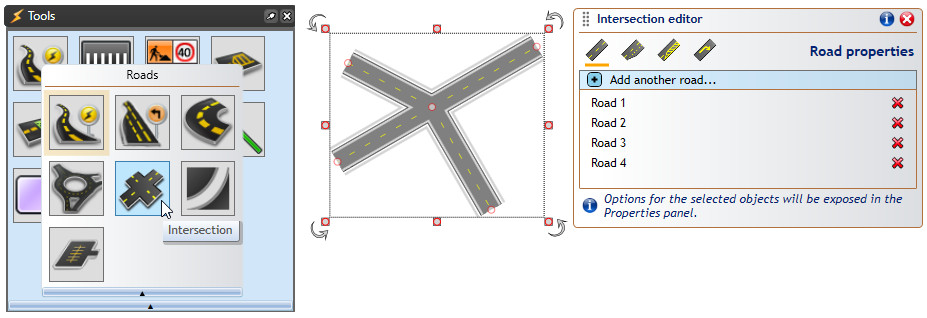 Tools
40
Roads
Intersection
Intersection editor
Road properties
Add another road...
Road 1
Road 2
Road 3
Road 4
Options for the selected objects will be exposed in the
Properties panel.